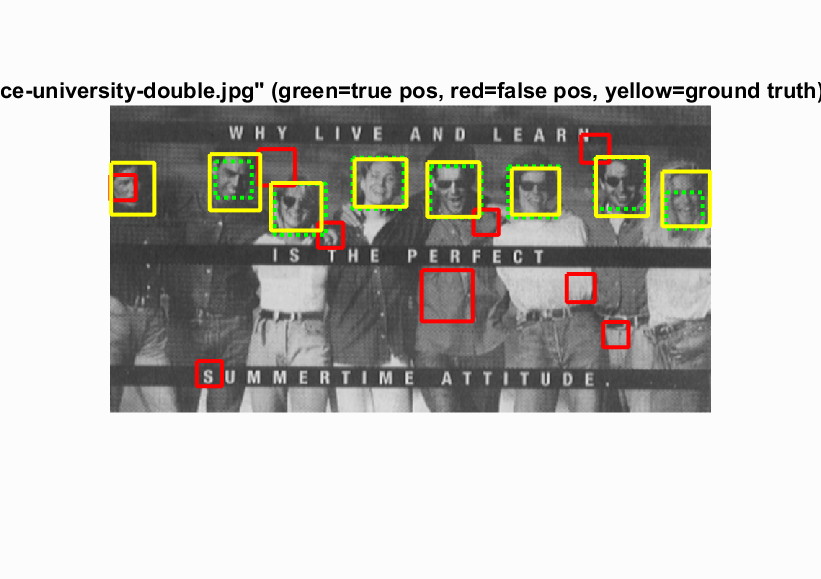 ce-university-double.jpg" (green=true pos, red=false pos, yellow=ground truth)
WHY LIVE AND LEARN
IS THE PERFECT
SUMMERTIME ATTITUDE.